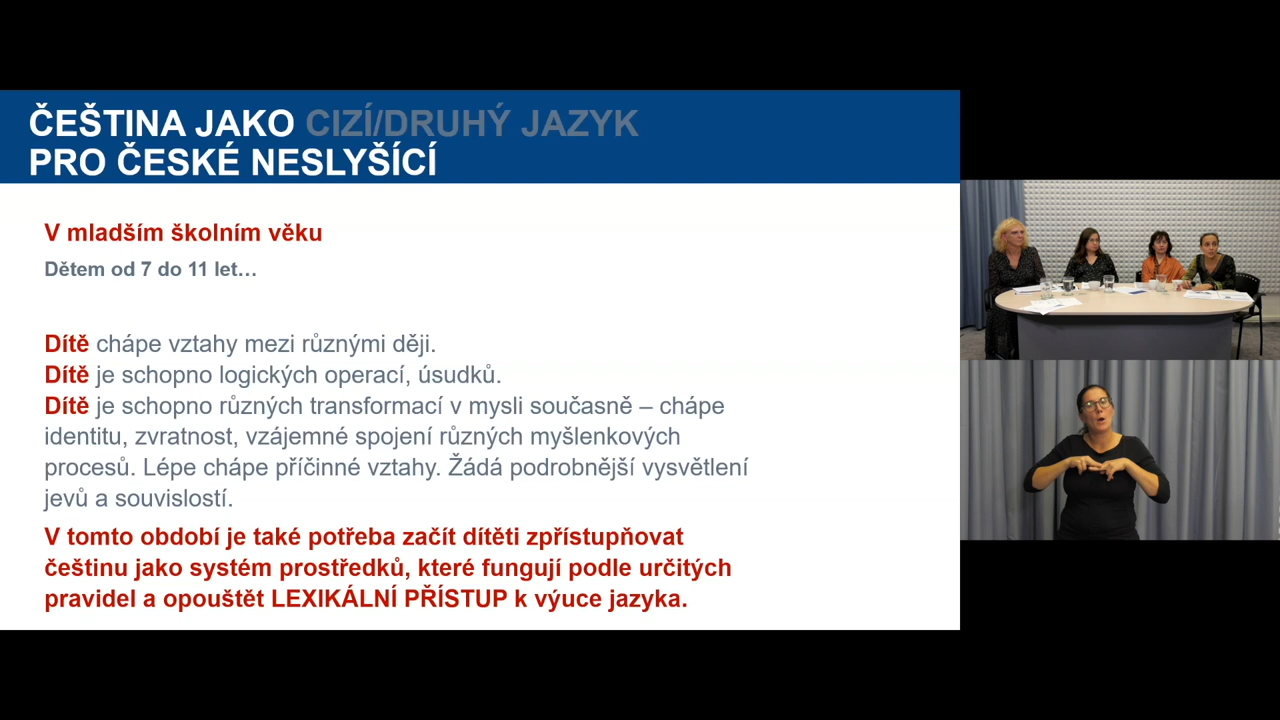 ČEŠTINA JAKO CIZÍ/DRUHÝ JAZYK
PRO ČESKÉ NESLYŠÍCÍ
V mladším školním věku
Dětem od 7 do 11 let…
Dítě chápe vztahy mezi různými ději.
Dítě je schopno logických operací, úsudků.
Dítě je schopno různých transformací v mysli současně – chápe
identitu, zvratnost, vzájemné spojení různých myšlenkových
procesů. Lépe chápe příčinné vztahy. Žádá podrobnější vysvětlení
jevů a souvislostí.
V tomto období je také potřeba začít dítěti zpřístupňovat
češtinu jako systém prostředků, které fungují podle určitých
pravidel a opouštět LEXIKÁLNÍ PŘÍSTUP k výuce jazyka.